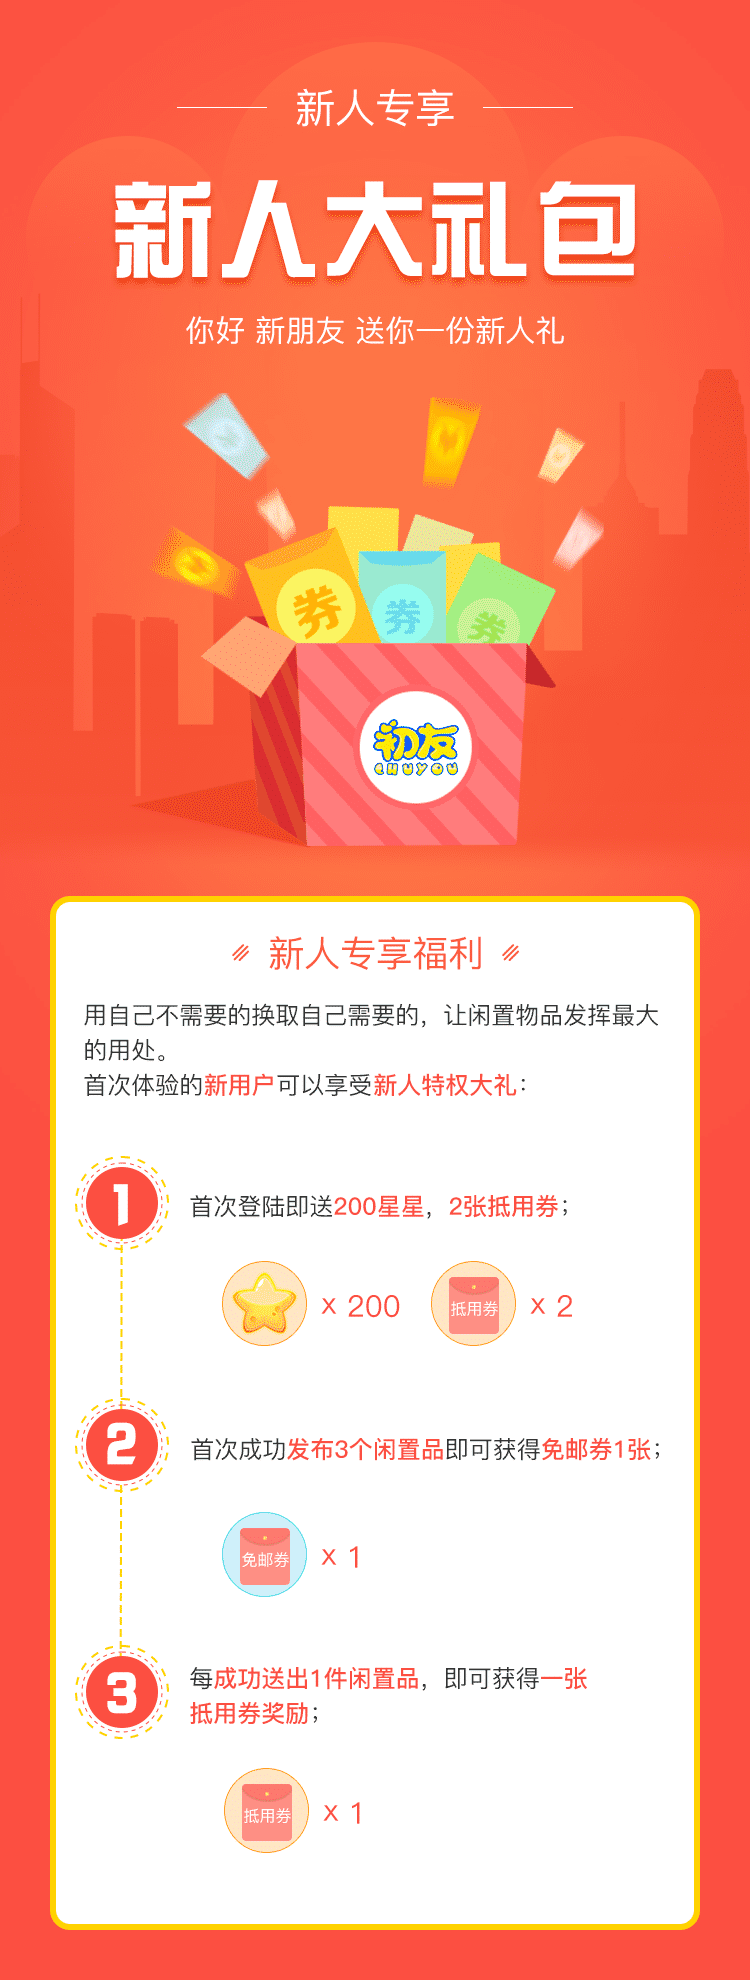 新人专享
新人大礼包
你好 新朋友 送你一份新人礼
券
券
券
初友
CHUYOU
新人专享福利
用自己不需要的换取自己需要的，让闲置物品发挥最大
的用处。
首次体验的新用户可以享受新人特权大礼：
1
首次登陆即送200星星，2张抵用券；
x 200
抵用券
x 2
2
首次成功发布3个闲置品即可获得免邮券1张；
免邮券
x 1
3
每成功送出1件闲置品，即可获得一张
抵用券奖励；
抵用券
x 1